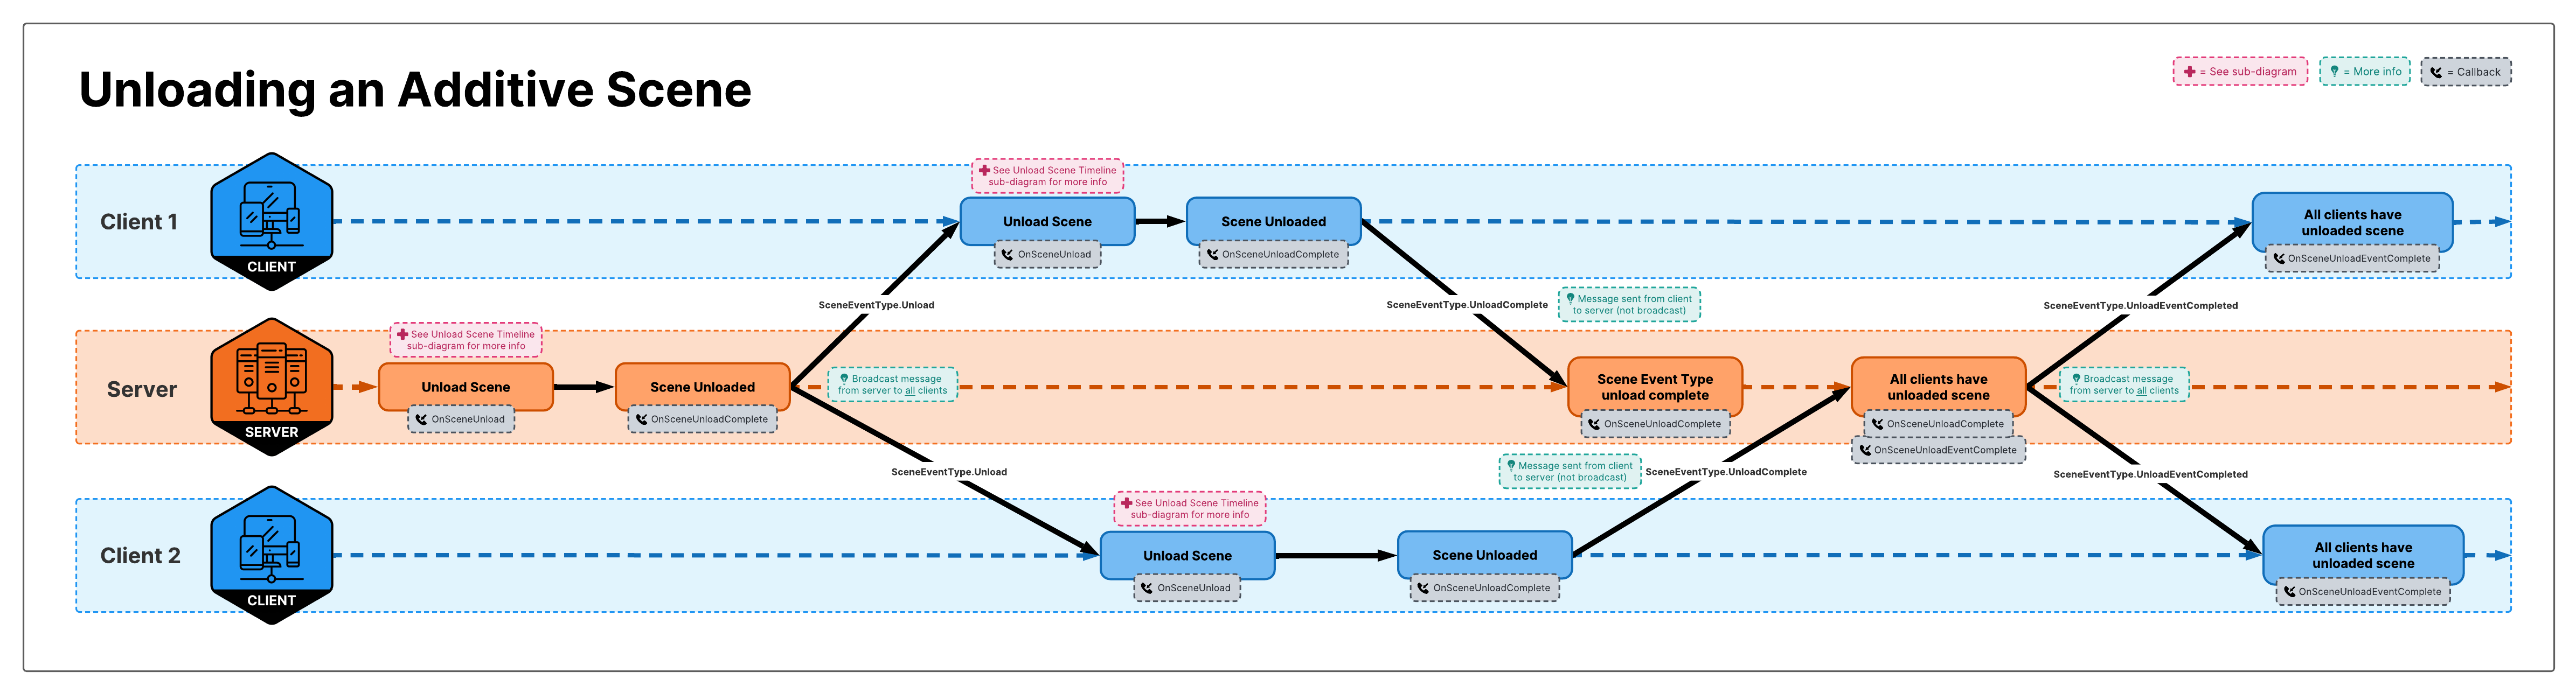 Unloading an Additive Scene
= See sub-diagram
= More info
= Callback
Client 1
CLIENT
See Unload Scene Timeline
sub-diagram for more info
Unload Scene
OnSceneUnload
Scene Unloaded
OnSceneUnloadComplete
All clients have
unloaded scene
OnSceneUnloadEventComplete
SceneEventType.Unload
SceneEventType.UnloadComplete
Message sent from client
to server (not broadcast)
SceneEventType.UnloadEventCompleted
Server
SERVER
See Unload Scene Timeline
sub-diagram for more info
Unload Scene
OnSceneUnload
Scene Unloaded
OnSceneUnloadComplete
Broadcast message
from server to all clients
Scene Event Type
unload complete
OnSceneUnloadComplete
All clients have
unloaded scene
OnSceneUnloadComplete
OnSceneUnloadEventComplete
Broadcast message
from server to all clients
SceneEventType.Unload
Message sent from client
to server (not broadcast)
SceneEventType.UnloadComplete
SceneEventType.UnloadEventCompleted
Client 2
CLIENT
See Unload Scene Timeline
sub-diagram for more info
Unload Scene
OnSceneUnload
Scene Unloaded
OnSceneUnloadComplete
All clients have
unloaded scene
OnSceneUnloadEventComplete